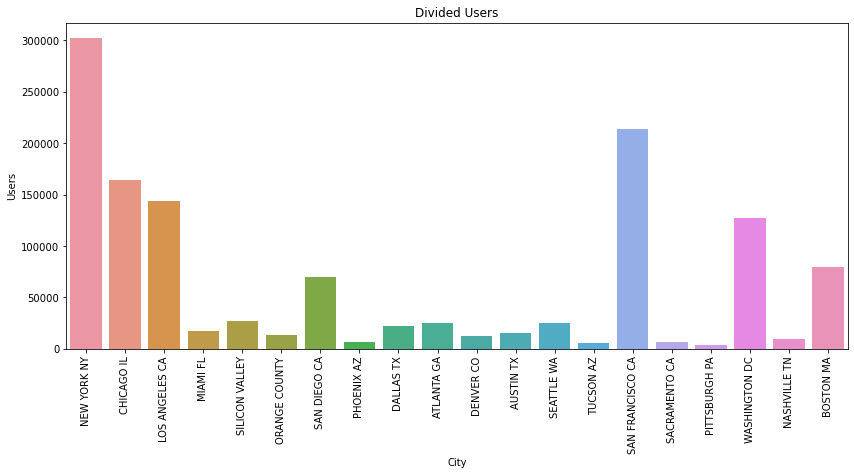 Divided Users
Users
300000
250000
200000
150000
100000
50000
0
NEW YORK NY
CHICAGO IL
LOS ANGELES CA
MIAMI FL
SILICON VALLEY
ORANGE COUNTY
SAN DIEGO CA
PHOENIX AZ
DALLAS TX
ATLANTA GA
DENVER CO
AUSTIN TX
SEATTLE WA
TUCSON AZ
SAN FRANCISCO CA
SACRAMENTO CA
PITTSBURGH PA
WASHINGTON DC
NASHVILLE TN
BOSTON MA
City